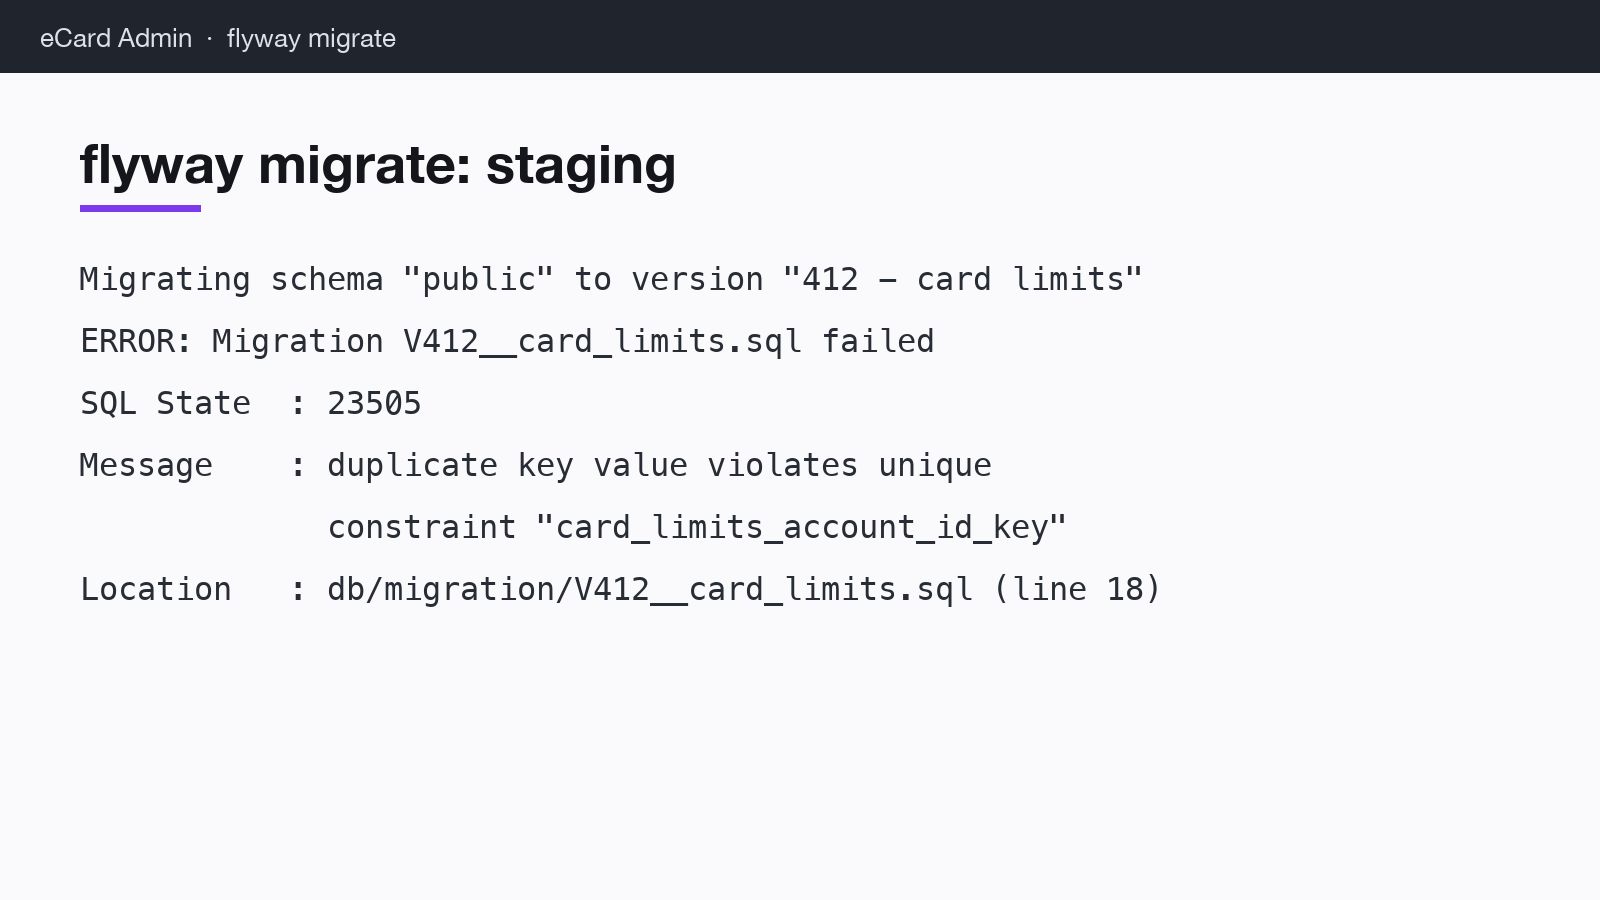 eCard Admin · flyway migrate
flyway migrate: staging
Migrating schema "public" to version "412 – card limits"
ERROR: Migration V412__card_limits.sql failed
SQL State  : 23505
Message    : duplicate key value violates unique
             constraint "card_limits_account_id_key"
Location   : db/migration/V412__card_limits.sql (line 18)